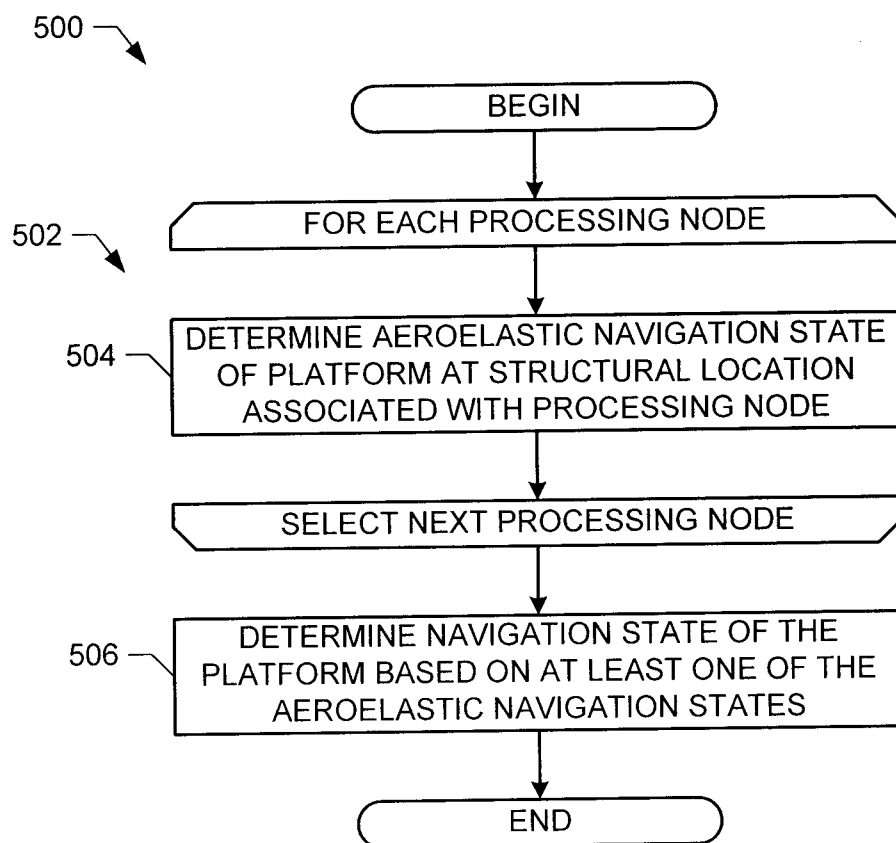 500
BEGIN
FOR EACH PROCESSING NODE
502
504
DETERMINE AEROELASTIC NAVIGATION STATE
OF PLATFORM AT STRUCTURAL LOCATION
ASSOCIATED WITH PROCESSING NODE
SELECT NEXT PROCESSING NODE
506
DETERMINE NAVIGATION STATE OF THE
PLATFORM BASED ON AT LEAST ONE OF THE
AEROELASTIC NAVIGATION STATES
END